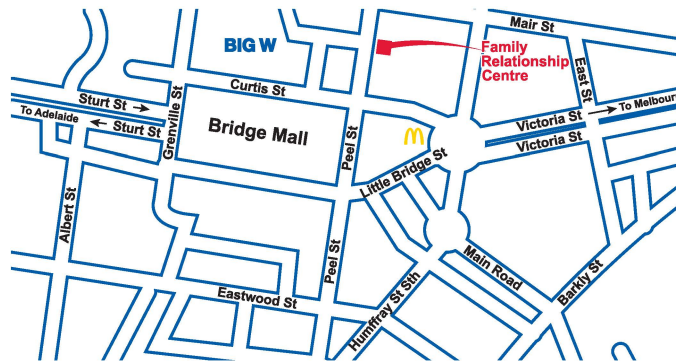 Mair St
BIG W
Family
Relationship
Centre
East St
Curtis St
Sturt St
To Adelaide
Sturt St
Grenville St
Bridge Mall
Peel St
Victoria St
To Melbour
Victoria St
Little Bridge St
Albert St
Peel St
Main Road
Barkly St
Eastwood St
Humffray St Sth